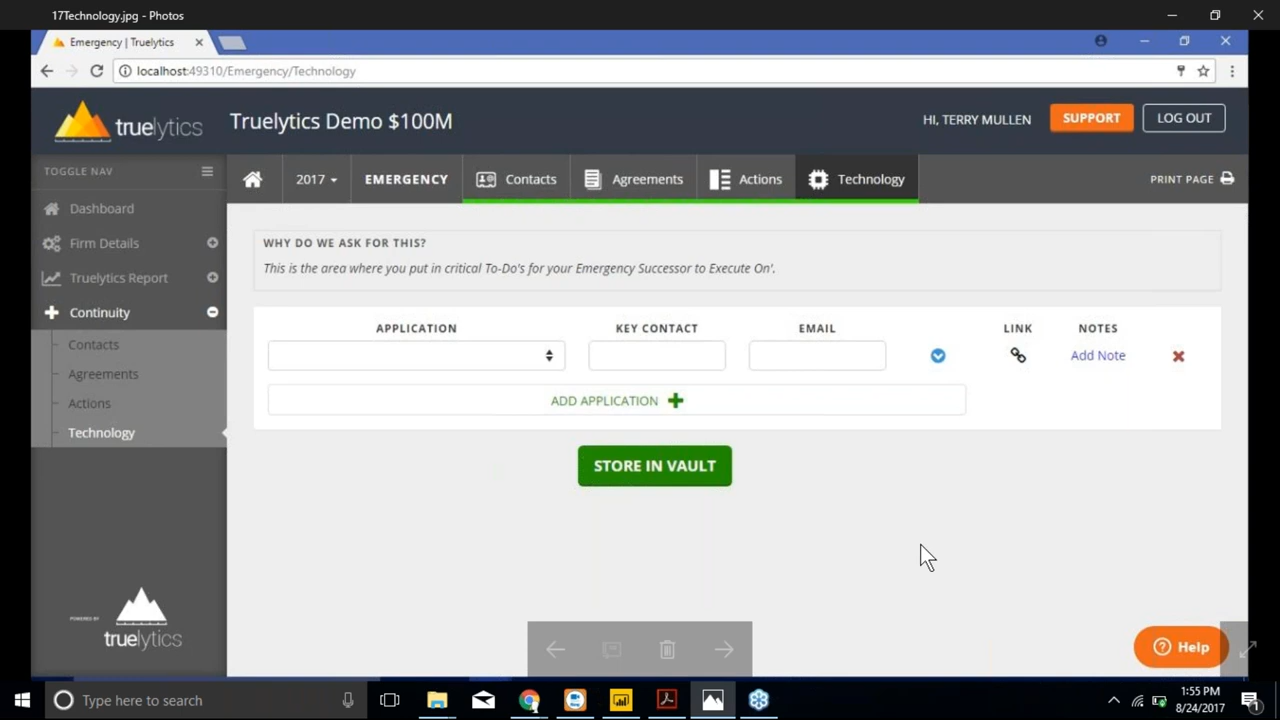 17Technology.jpg - Photos
Emergency | Truelytics
localhost:49310/Emergency/Technology
truelytics
Truelytics Demo $100M
HI, TERRY MULLEN
SUPPORT
LOG OUT
TOGGLE NAV
2017
EMERGENCY
Contacts
Agreements
Actions
Technology
PRINT PAGE
Dashboard
Firm Details
Truelytics Report
Continuity
Contacts
Agreements
Actions
Technology
WHY DO WE ASK FOR THIS?
This is the area where you put in critical To-Do's for your Emergency Successor to Execute On'.
APPLICATION
KEY CONTACT
EMAIL
LINK
NOTES
Add Note
ADD APPLICATION
STORE IN VAULT
POWERED BY
truelytics
Help
Type here to search
1:55 PM
8/24/2017
1